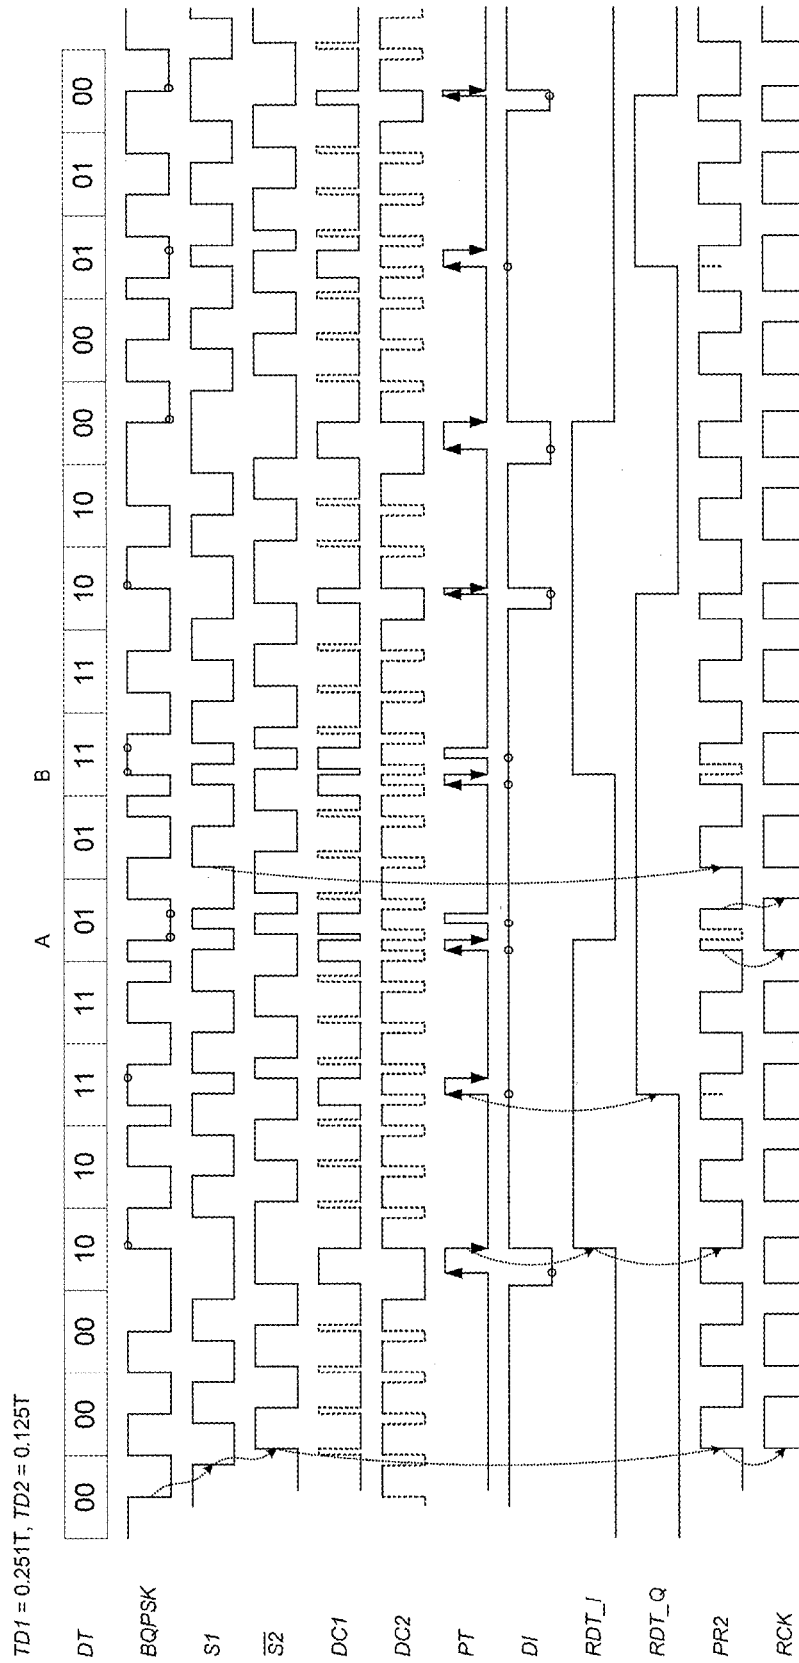 TD1 = 0.251T, TD2 = 0.125T
A B
DT 00 00 00 10 10 11 11 01 01 11 11 10 10 00 00 01 01 00
BQPSK
S1
S2
DC1
DC2
PT
DI
RDT_I
RDT_Q
PR2
RCK